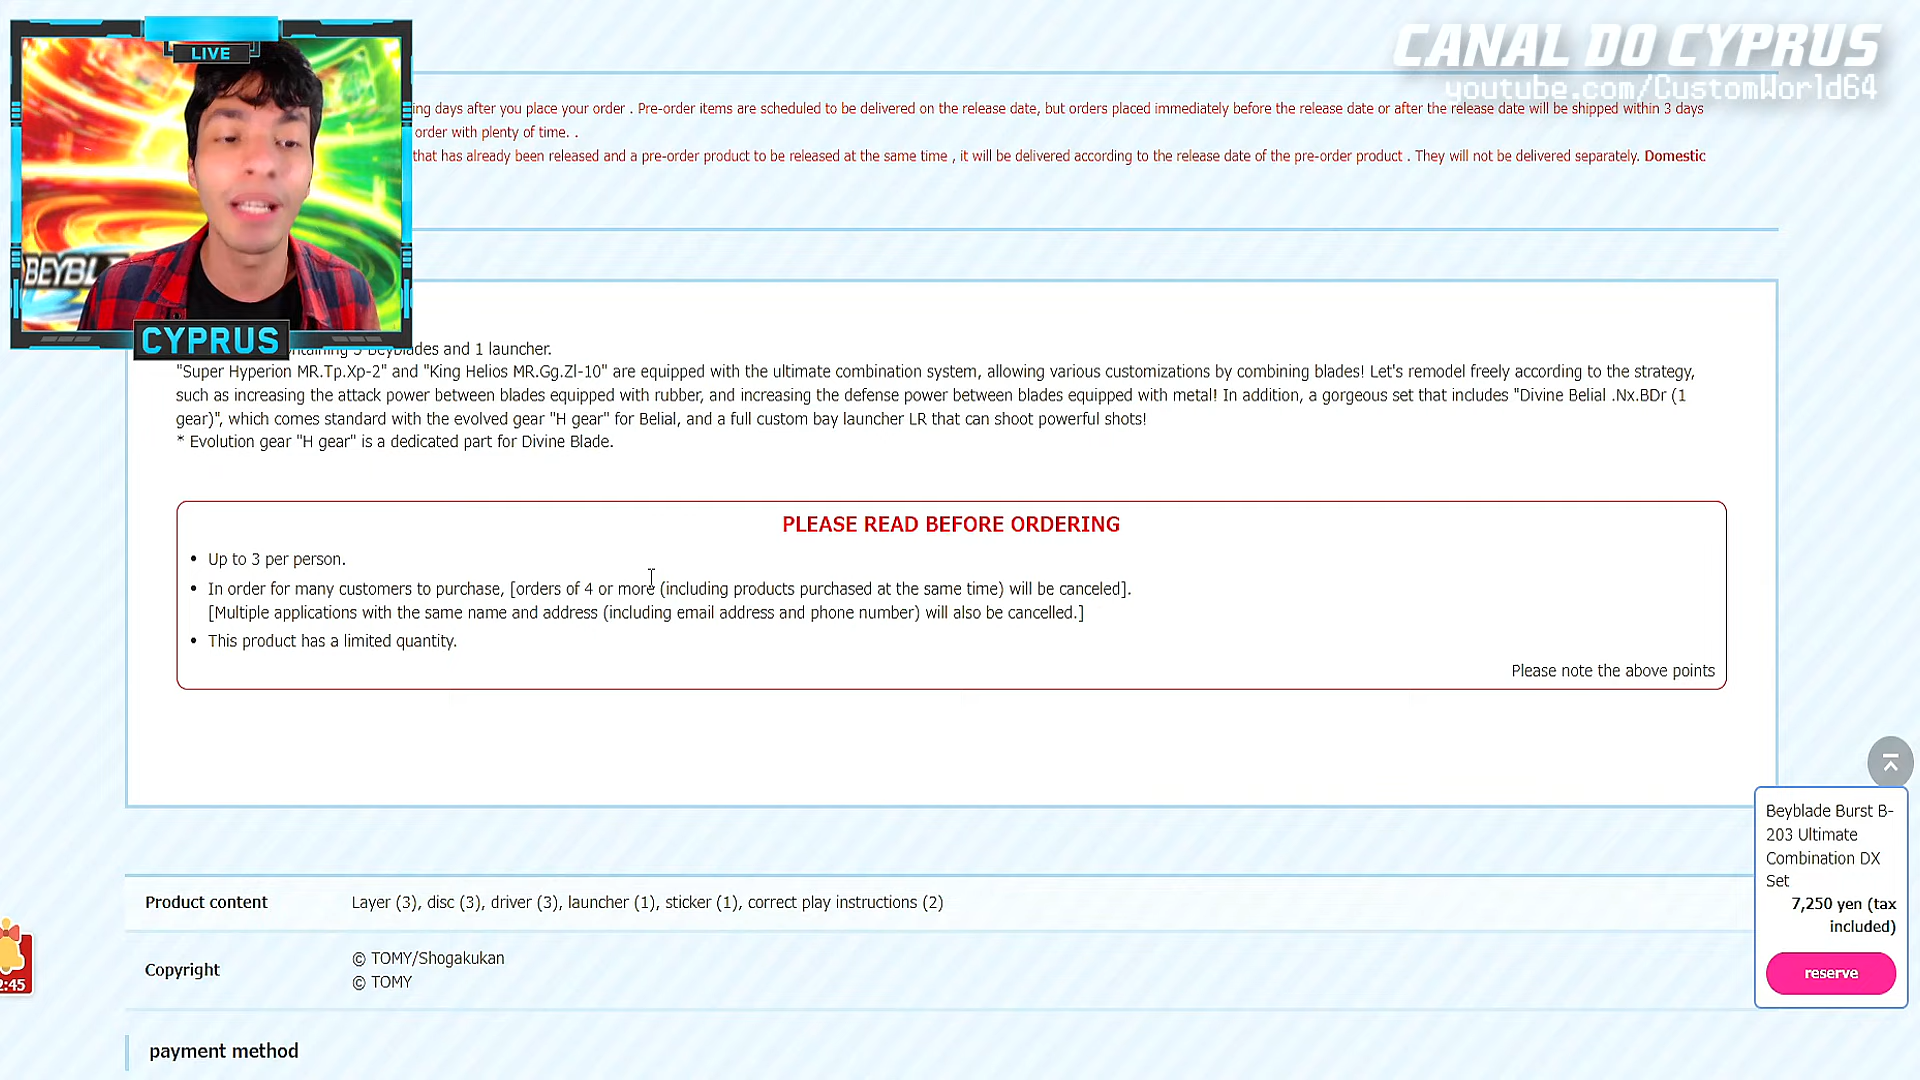 LIVE
CANAL DO CYPRUS
youtube.com/CustomWorld64
ing days after you place your order . Pre-order items are scheduled to be delivered on the release date, but orders placed immediately before the release date or after the release date will be shipped within 3 days
order with plenty of time. .
that has already been released and a pre-order product to be released at the same time , it will be delivered according to the release date of the pre-order product . They will not be delivered separately. Domestic
CYPRUS
Beyblades and 1 launcher.
"Super Hyperion MR.Tp.Xp-2" and "King Helios MR.Gg.Zl-10" are equipped with the ultimate combination system, allowing various customizations by combining blades! Let's remodel freely according to the strategy,
such as increasing the attack power between blades equipped with rubber, and increasing the defense power between blades equipped with metal! In addition, a gorgeous set that includes "Divine Belial .Nx.BDr (1
gear)", which comes standard with the evolved gear "H gear" for Belial, and a full custom bay launcher LR that can shoot powerful shots!
* Evolution gear "H gear" is a dedicated part for Divine Blade.
PLEASE READ BEFORE ORDERING
• Up to 3 per person.
• In order for many customers to purchase, [orders of 4 or more (including products purchased at the same time) will be canceled].
[Multiple applications with the same name and address (including email address and phone number) will also be cancelled.]
• This product has a limited quantity.
Please note the above points
Beyblade Burst B-
203 Ultimate
Combination DX
Set
7,250 yen (tax
included)
reserve
Product content
Layer (3), disc (3), driver (3), launcher (1), sticker (1), correct play instructions (2)
Copyright
© TOMY/Shogakukan
© TOMY
2:45
payment method